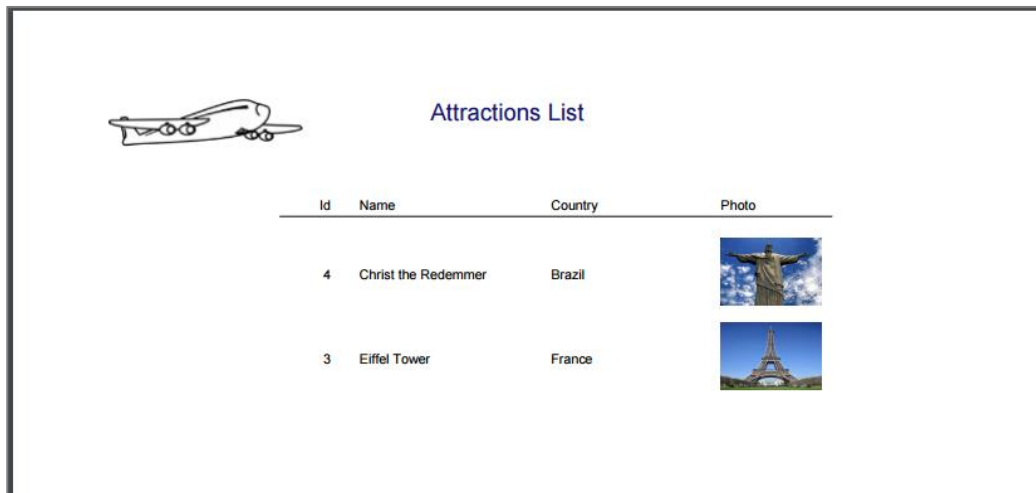 Attractions List
Id Name Country Photo
4 Christ the Redemmer Brazil
3 Eiffel Tower France